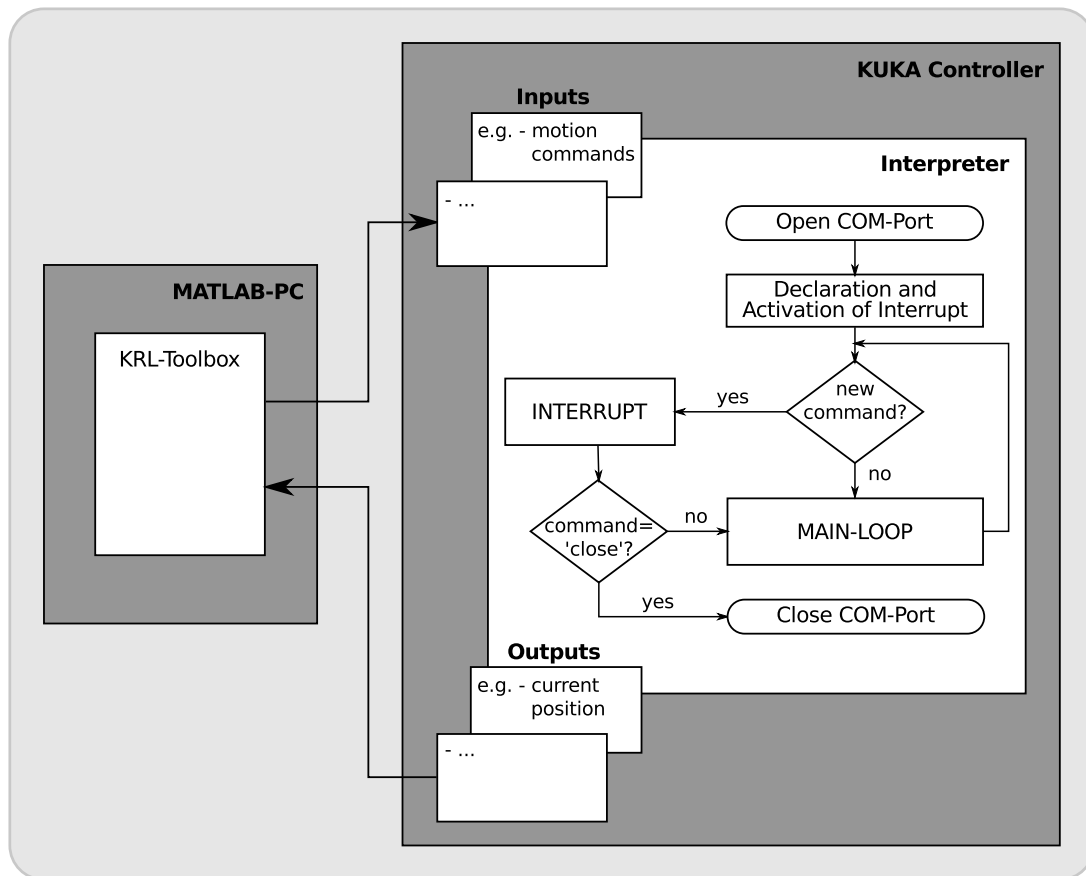 KUKA Controller
Inputs
e.g. - motion
commands
- ...
Interpreter
Open COM-Port
Declaration and
Activation of Interrupt
MATLAB-PC
KRL-Toolbox
new
command?
yes
INTERRUPT
no
command=
'close'?
no
MAIN-LOOP
yes
Close COM-Port
Outputs
e.g. - current
position
- ...